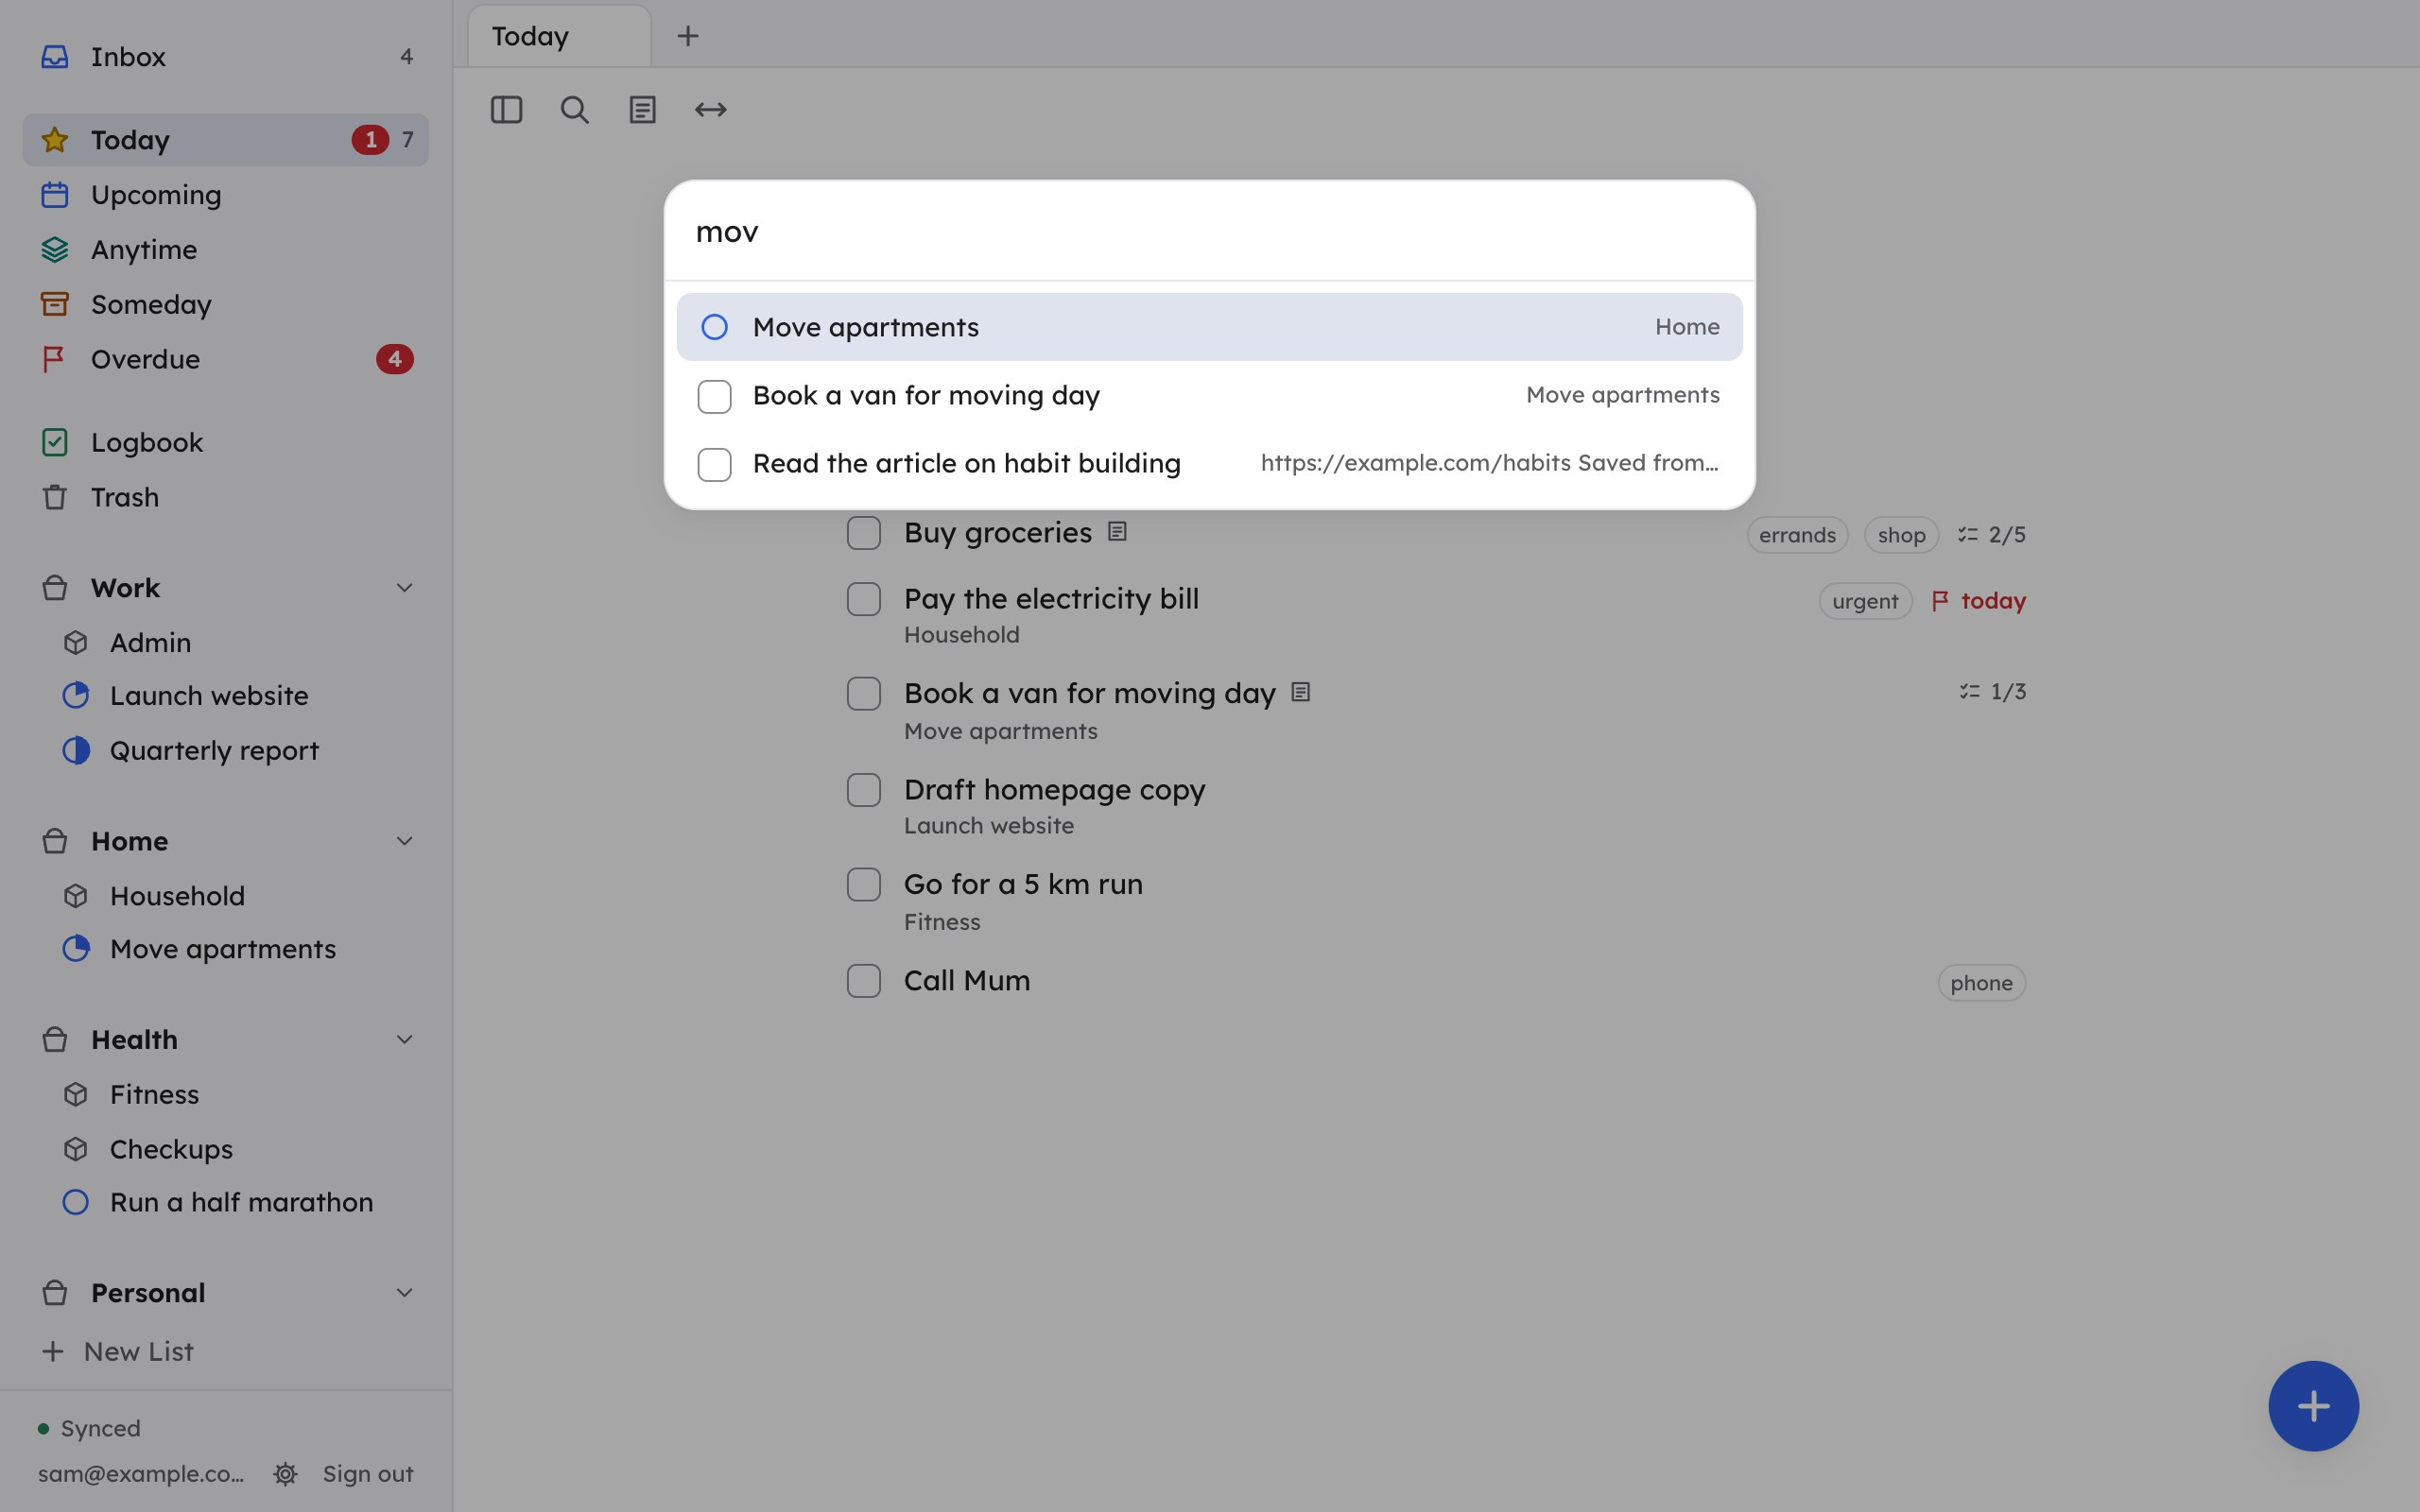 Inbox 4
Today 1 7
Upcoming
Anytime
Someday
Overdue 4
Logbook
Trash
Work
Admin
Launch website
Quarterly report
Home
Household
Move apartments
Health
Fitness
Checkups
Run a half marathon
Personal
New List
Synced
sam@example.co…
Sign out
Today
mov
Move apartments Home
Book a van for moving day Move apartments
Read the article on habit building https://example.com/habits Saved from…
Buy groceries errands shop 2/5
Pay the electricity bill urgent today
Household
Book a van for moving day 1/3
Move apartments
Draft homepage copy
Launch website
Go for a 5 km run
Fitness
Call Mum phone